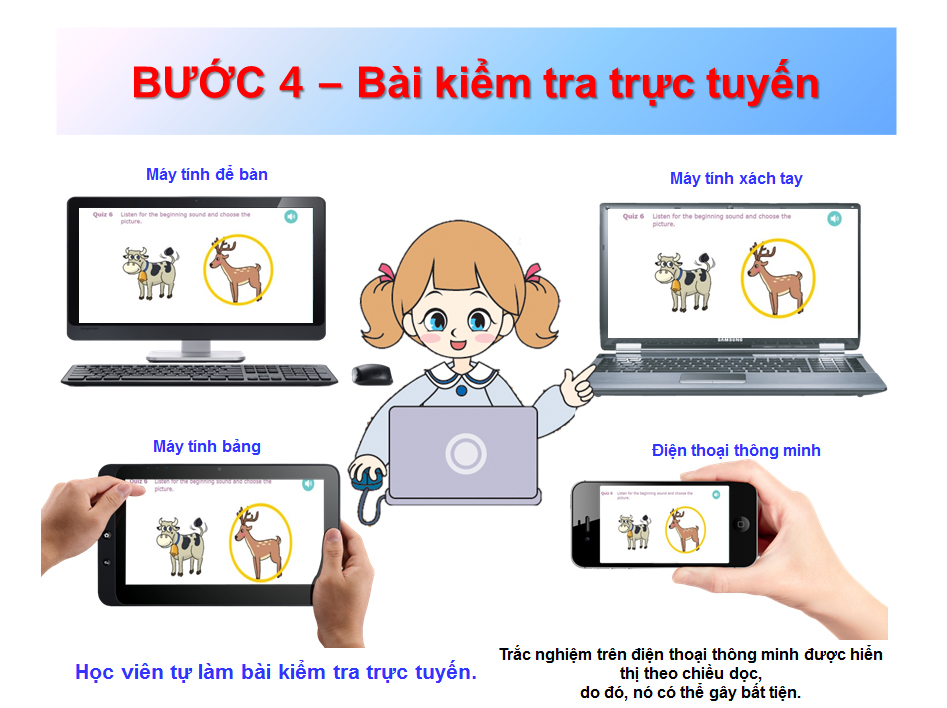 BƯỚC 4 – Bài kiểm tra trực tuyến
Máy tính để bàn
Máy tính xách tay
Quiz 6 Listen for the beginning sound and choose the
picture.
Quiz 6 Listen for the beginning sound and choose the
picture.
SAMSUNG
Máy tính bảng
Điện thoại thông minh
Quiz 6 Listen for the beginning sound and choose the
picture.
Quiz 6 Listen for the beginning sound and choose the
picture.
Học viên tự làm bài kiểm tra trực tuyến.
Trắc nghiệm trên điện thoại thông minh được hiển
thị theo chiều dọc,
do đó, nó có thể gây bất tiện.